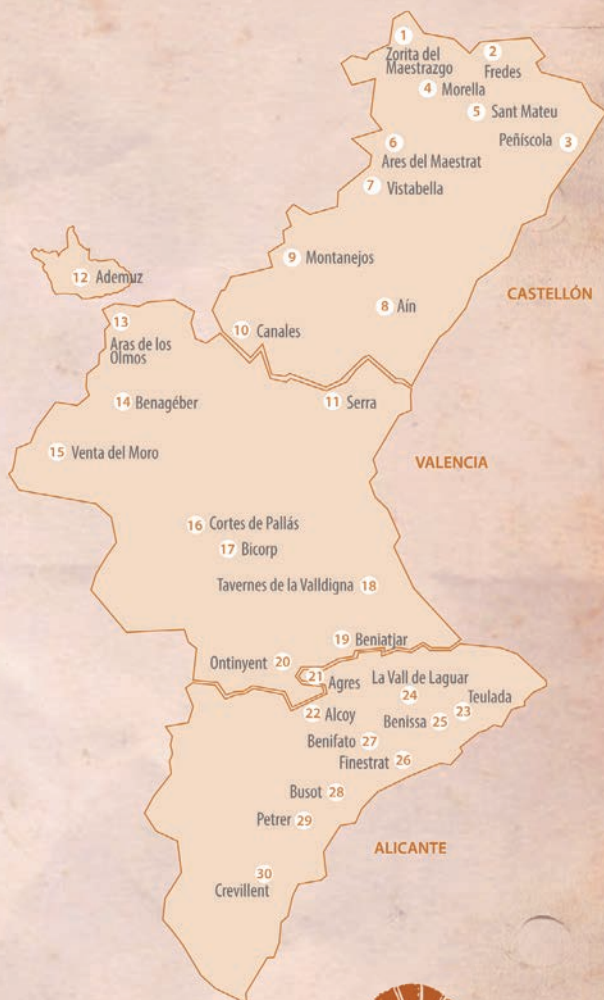 1
Zorita del
Maestrazgo
2
Fredes
4 Morella
5 Sant Mateu
Peñíscola 3
6
Ares del Maestrat
7 Vistabella
9 Montanejos
12 Ademuz
CASTELLÓN
8 Aín
13
Aras de los
Olmos
10 Canales
14 Benagéber
11 Serra
15 Venta del Moro
VALENCIA
16 Cortes de Pallás
17 Bicorp
Tavernes de la Valldigna 18
19 Beniatjar
Ontinyent 20
21
Agres
La Vall de Laguar
24
Teulada
23
22 Alcoy
Benissa 25
Benifato 27
Finestrat 26
Busot 28
Petrer 29
ALICANTE
30
Crevillent